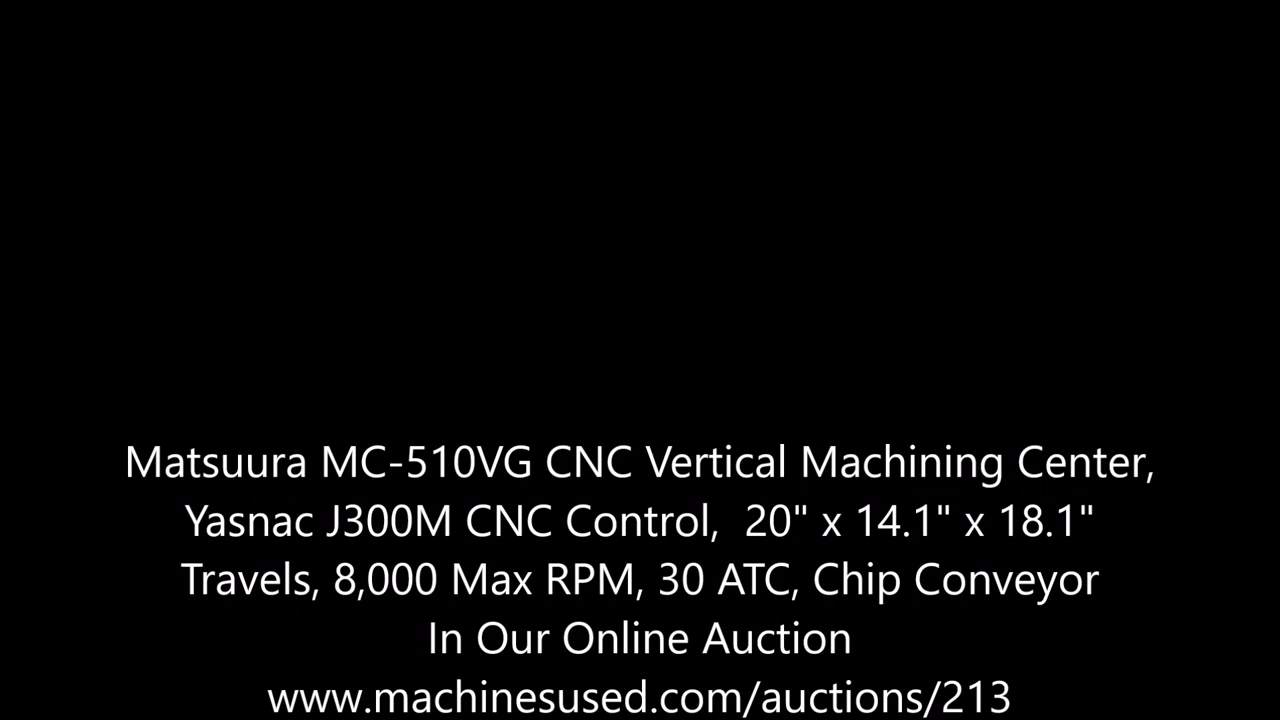 Matsuura MC-510VG CNC Vertical Machining Center,
Yasnac J300M CNC Control,  20" x 14.1" x 18.1"
Travels, 8,000 Max RPM, 30 ATC, Chip Conveyor
In Our Online Auction
www.machinesused.com/auctions/213